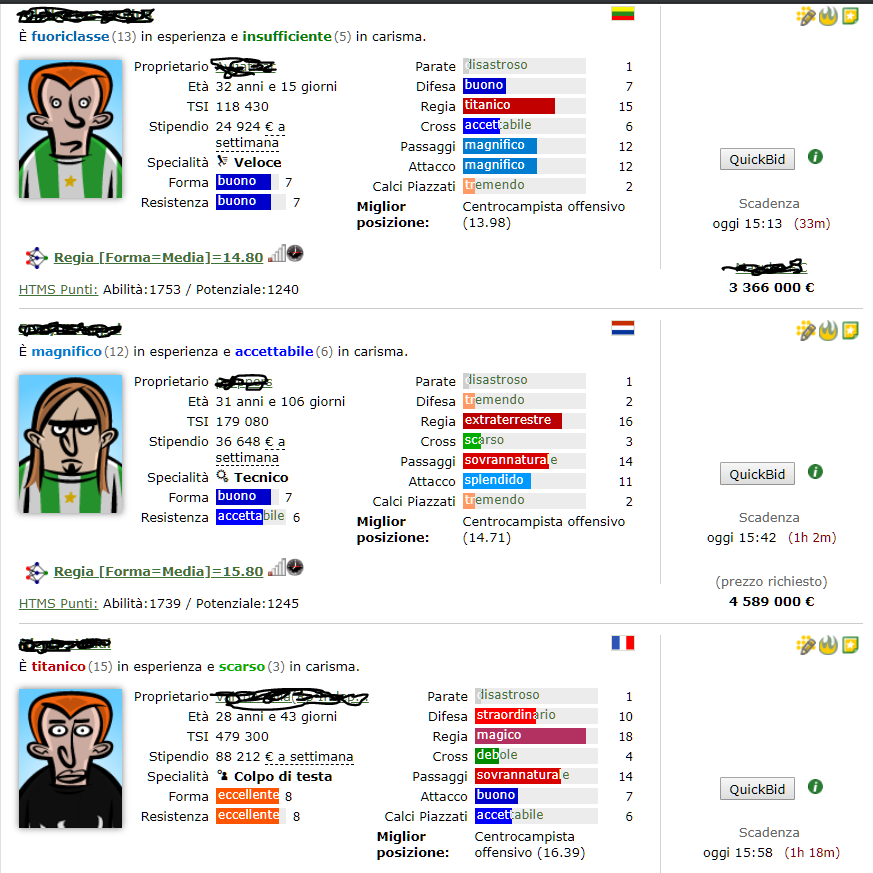 È fuoriclasse (13) in esperienza e insufficiente (5) in carisma.
Proprietario
Età 32 anni e 15 giorni
TSI 118 430
Stipendio 24 924 € a
settimana
Specialità Veloce
Forma buono 7
Resistenza buono 7
Parate disastroso 1
Difesa buono 7
Regia titanico 15
Cross accettabile 6
Passaggi magnifico 12
Attacco magnifico 12
Calci Piazzati tremendo 2
Miglior posizione: Centrocampista offensivo (13.98)
QuickBid
Scadenza
oggi 15:13 (33m)
3 366 000 €
Regia [Forma=Media]=14.80
HTMS Punti: Abilità:1753 / Potenziale:1240
È magnifico (12) in esperienza e accettabile (6) in carisma.
Proprietario
Età 31 anni e 106 giorni
TSI 179 080
Stipendio 36 648 € a
settimana
Specialità Tecnico
Forma buono 7
Resistenza accettabile 6
Parate disastroso 1
Difesa tremendo 2
Regia extraterrestre 16
Cross scarso 3
Passaggi sovrannaturale 14
Attacco splendido 11
Calci Piazzati tremendo 2
Miglior posizione: Centrocampista offensivo (14.71)
QuickBid
Scadenza
oggi 15:42 (1h 2m)
(prezzo richiesto)
4 589 000 €
Regia [Forma=Media]=15.80
HTMS Punti: Abilità:1739 / Potenziale:1245
È titanico (15) in esperienza e scarso (3) in carisma.
Proprietario
Età 28 anni e 43 giorni
TSI 479 300
Stipendio 88 212 € a settimana
Specialità Colpo di testa
Forma eccellente 8
Resistenza eccellente 8
Parate disastroso 1
Difesa straordinario 10
Regia magico 18
Cross debole 4
Passaggi sovrannaturale 14
Attacco buono 7
Calci Piazzati accettabile 6
Miglior posizione: Centrocampista offensivo (16.39)
QuickBid
Scadenza
oggi 15:58 (1h 18m)